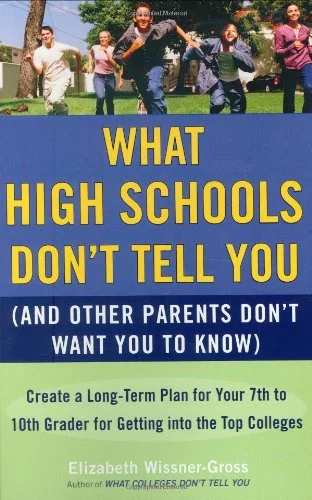 WHAT
HIGH SCHOOLS
DON'T TELL YOU
(AND OTHER PARENTS DON'T
WANT YOU TO KNOW)
Create a Long-Term Plan for Your 7th to
10th Grader for Getting into the Top Colleges
Elizabeth Wissner-Gross
Author of WHAT COLLEGES DON'T TELL YOU